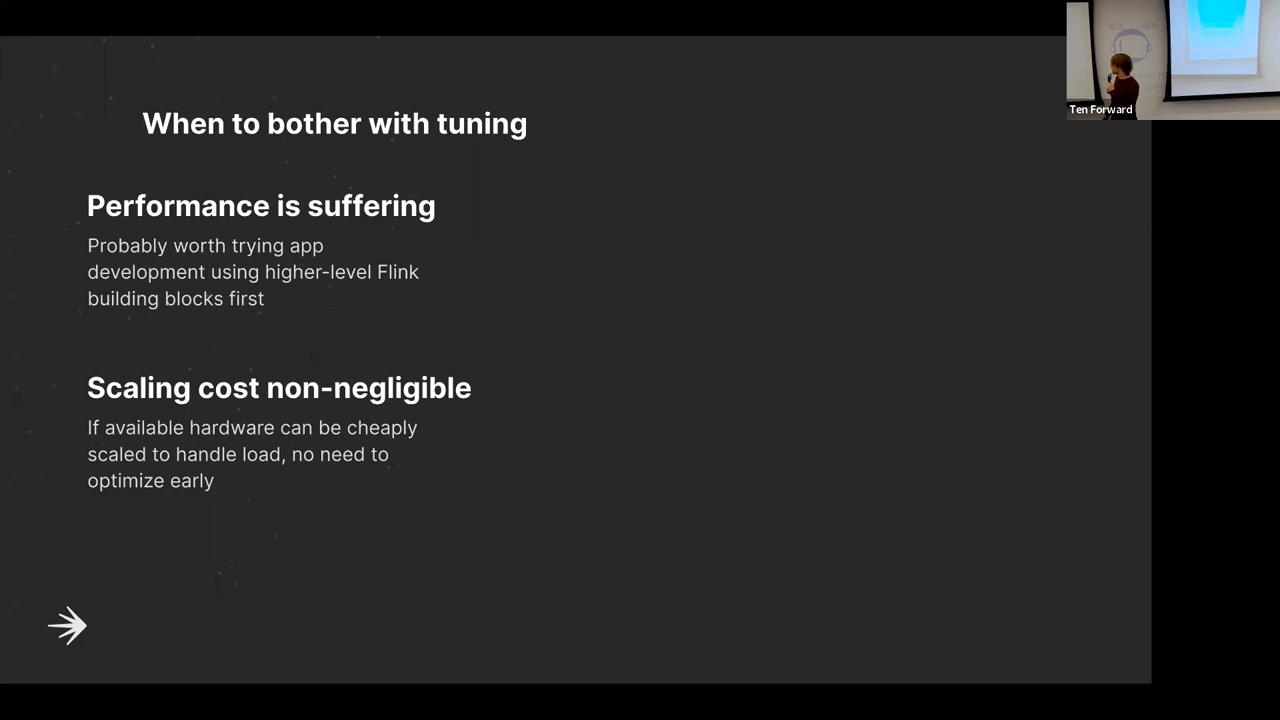 When to bother with tuning
Performance is suffering
Probably worth trying app
development using higher-level Flink
building blocks first
Scaling cost non-negligible
If available hardware can be cheaply
scaled to handle load, no need to
optimize early
Ten Forward